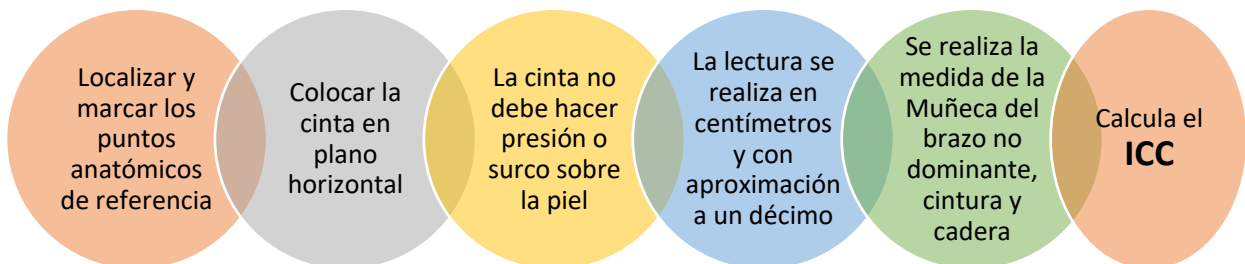 Localizar y
marcar los
puntos
anatómicos
de referencia
Colocar la
cinta en
plano
horizontal
La cinta no
debe hacer
presión o
surco sobre
la piel
La lectura se
realiza en
centímetros
y con
aproximación
a un décimo
Se realiza la
medida de la
Muñeca del
brazo no
dominante,
cintura y
cadera
Calcula el
ICC